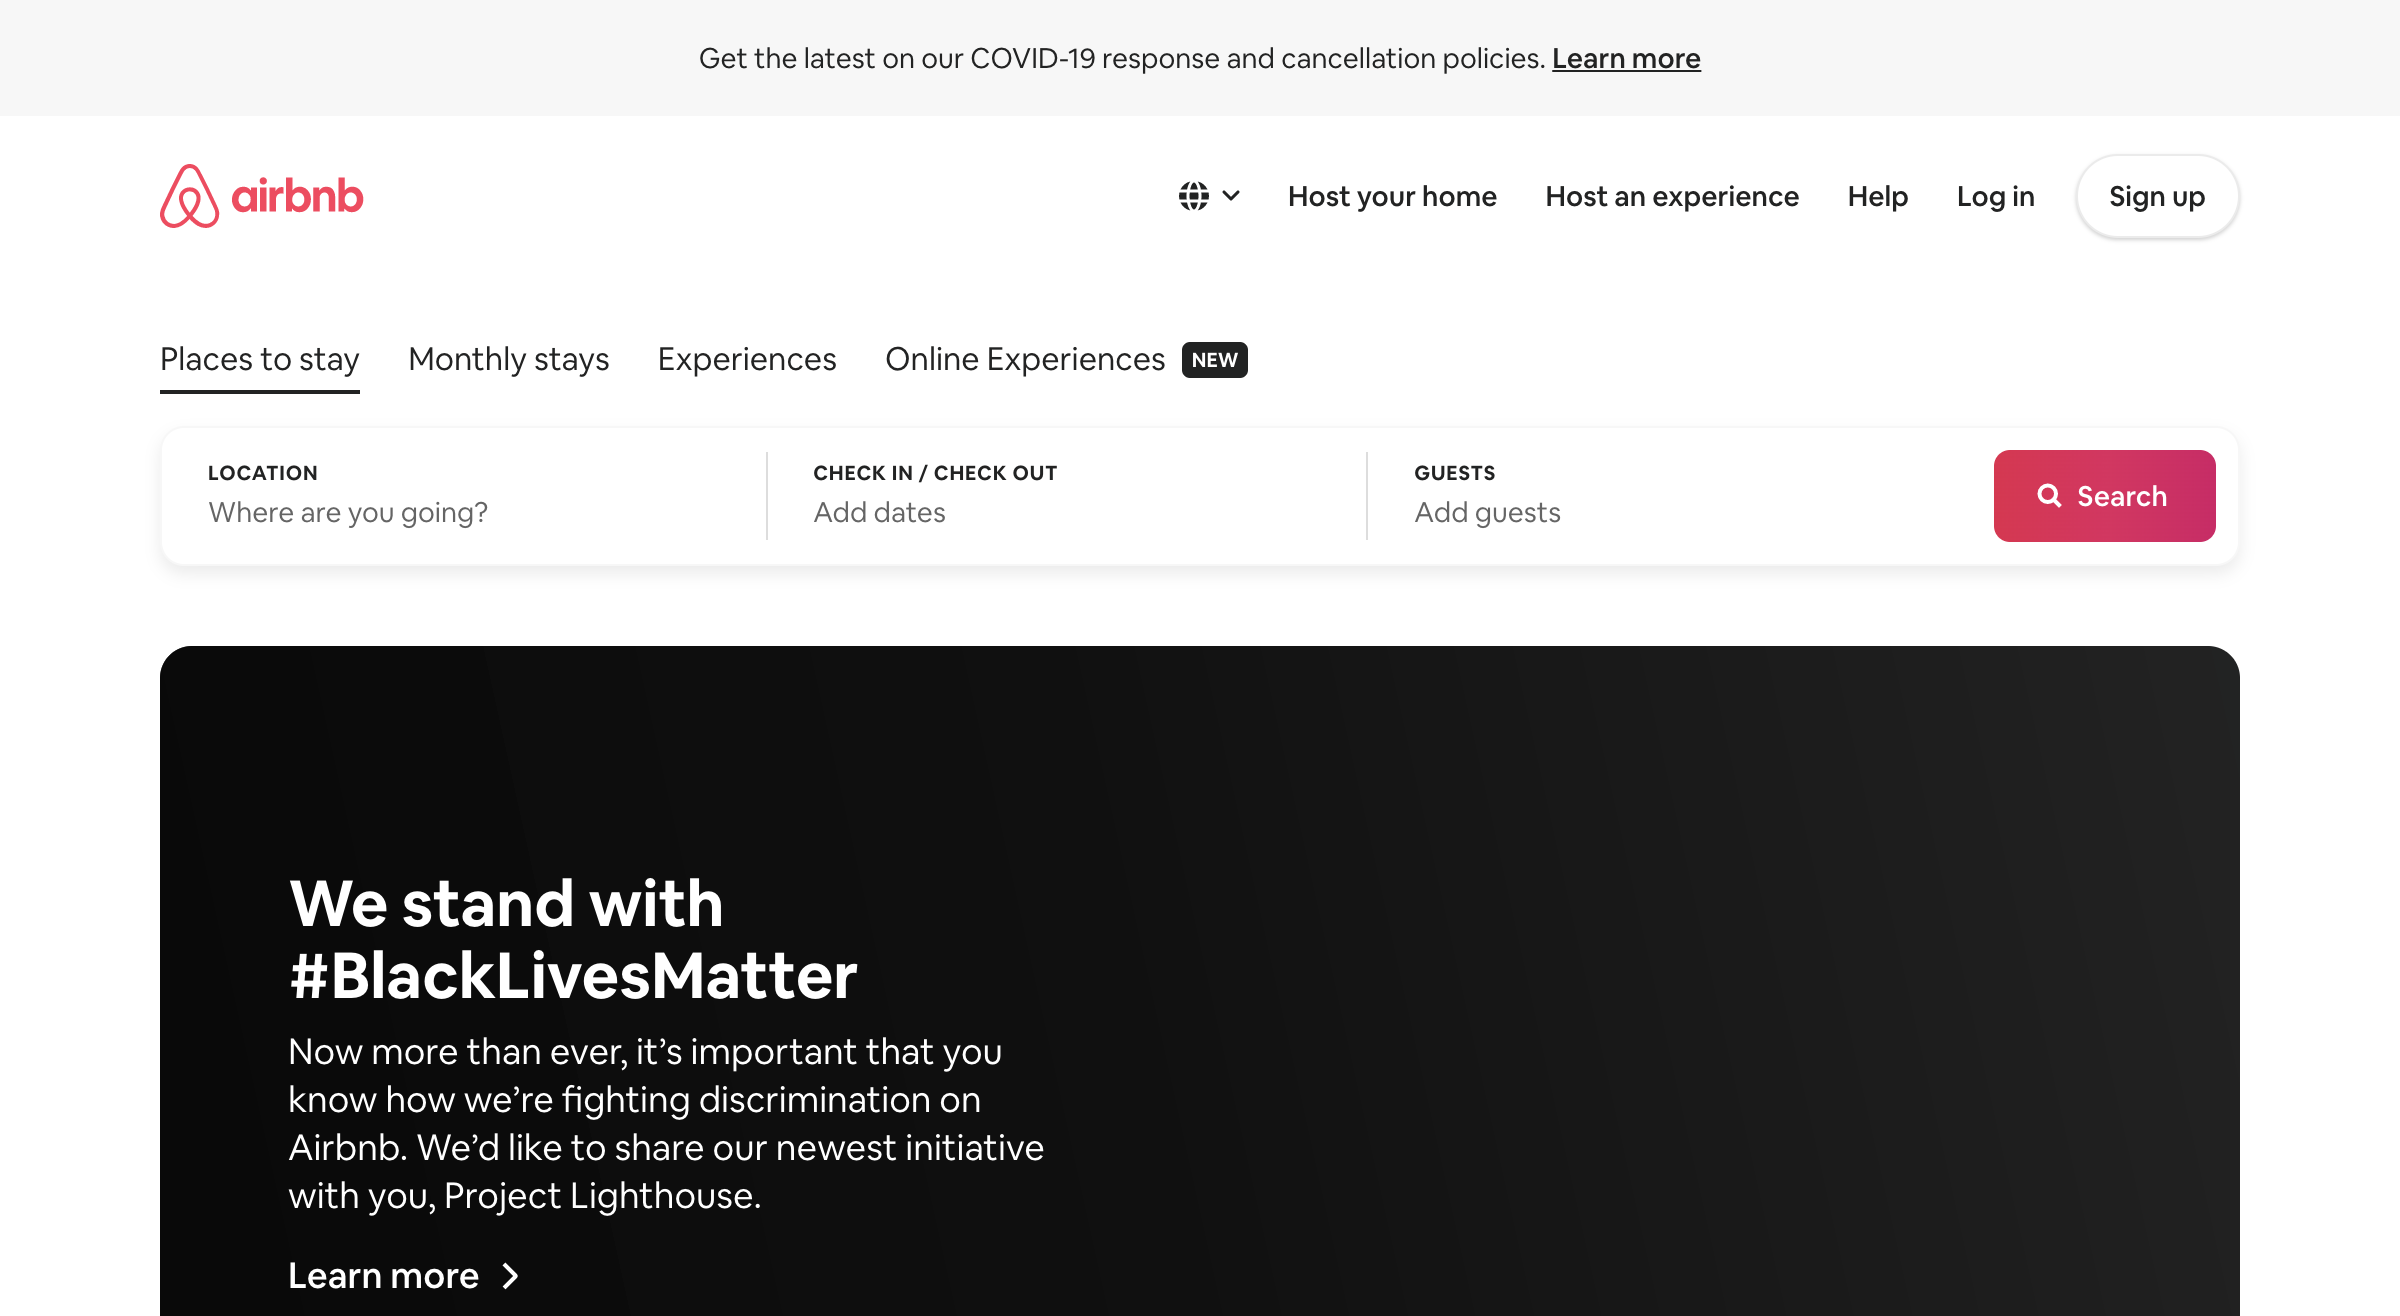 Get the latest on our COVID-19 response and cancellation policies. Learn more
airbnb
Host your home
Host an experience
Help
Log in
Sign up
Places to stay
Monthly stays
Experiences
Online Experiences NEW
LOCATION
Where are you going?
CHECK IN / CHECK OUT
Add dates
GUESTS
Add guests
Search
We stand with
#BlackLivesMatter
Now more than ever, it’s important that you
know how we’re fighting discrimination on
Airbnb. We’d like to share our newest initiative
with you, Project Lighthouse.
Learn more